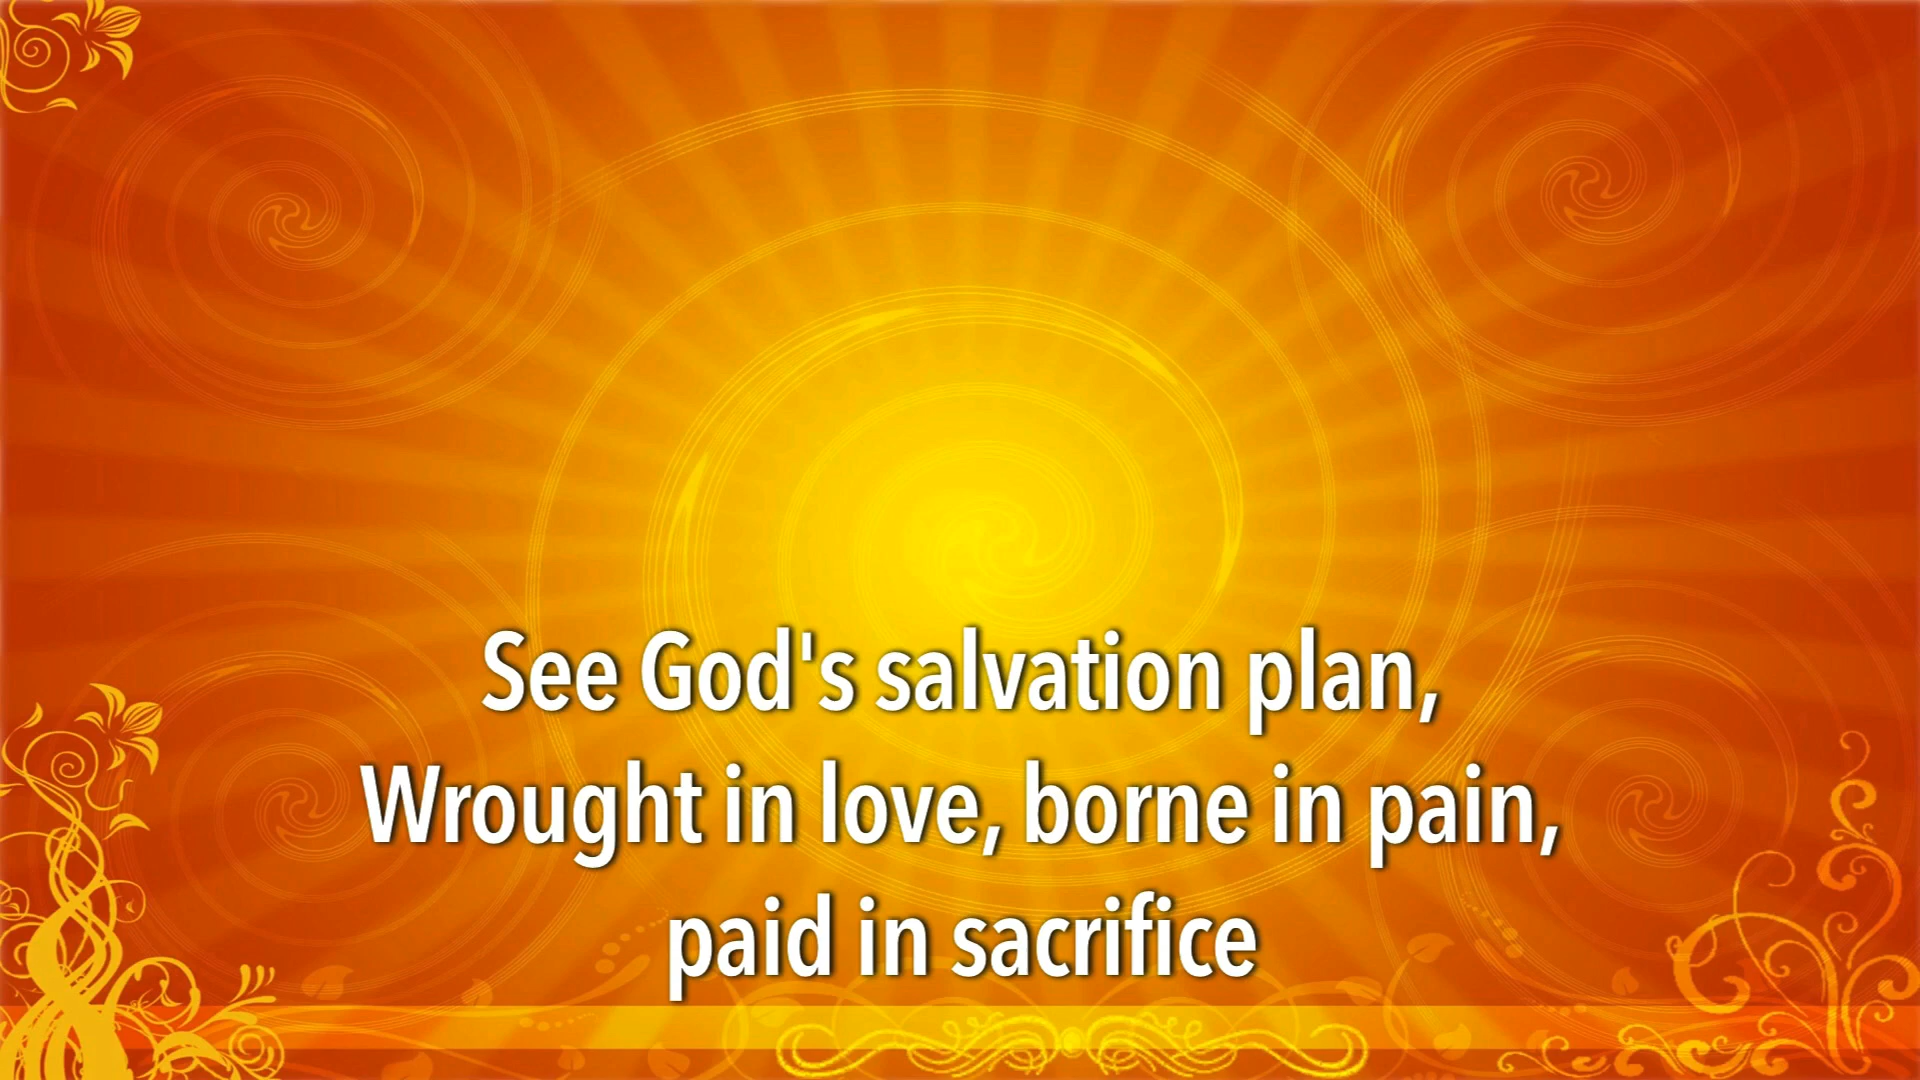 See God's salvation plan,
Wrought in love, borne in pain,
paid in sacrifice